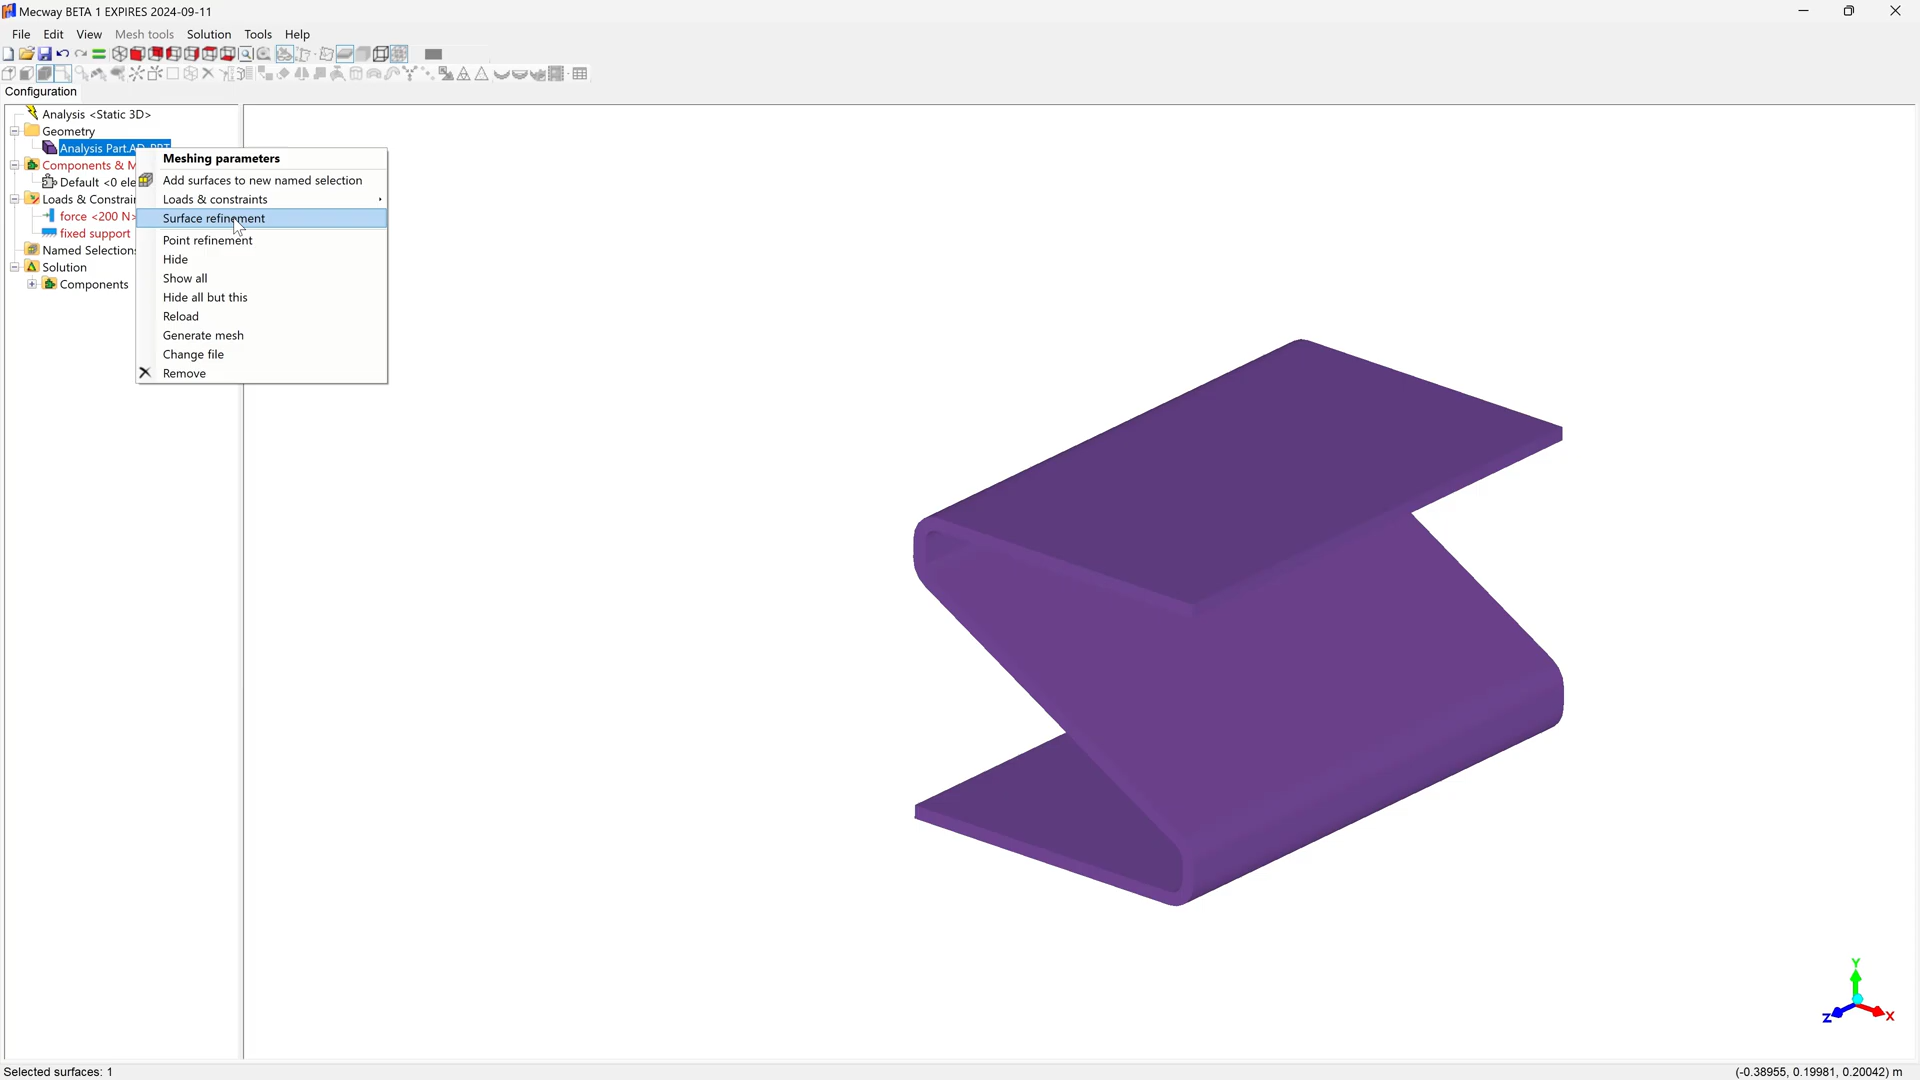 Mecway BETA 1 EXPIRES 2024-09-11
File Edit View Mesh tools Solution Tools Help
Configuration
Analysis <Static 3D>
Geometry
Analysis Part.AD_PRT
Components & M
Default <0 ele
Loads & Constrai
force <200 N>
fixed support
Named Selections
Solution
Components
Meshing parameters
Add surfaces to new named selection
Loads & constraints
Surface refinement
Point refinement
Hide
Show all
Hide all but this
Reload
Generate mesh
Change file
Remove
Y
Z
X
Selected surfaces: 1
(-0.38955, 0.19981, 0.20042) m